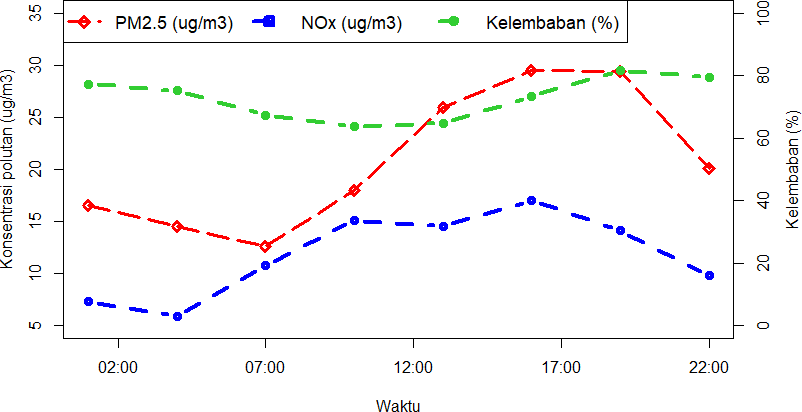 PM2.5 (ug/m3) NOx (ug/m3) Kelembaban (%)
Konsentrasi polutan (ug/m3)
35
30
25
20
15
10
5
100
80
60
40
20
0
Kelembaban (%)
02:00 07:00 12:00 17:00 22:00
Waktu